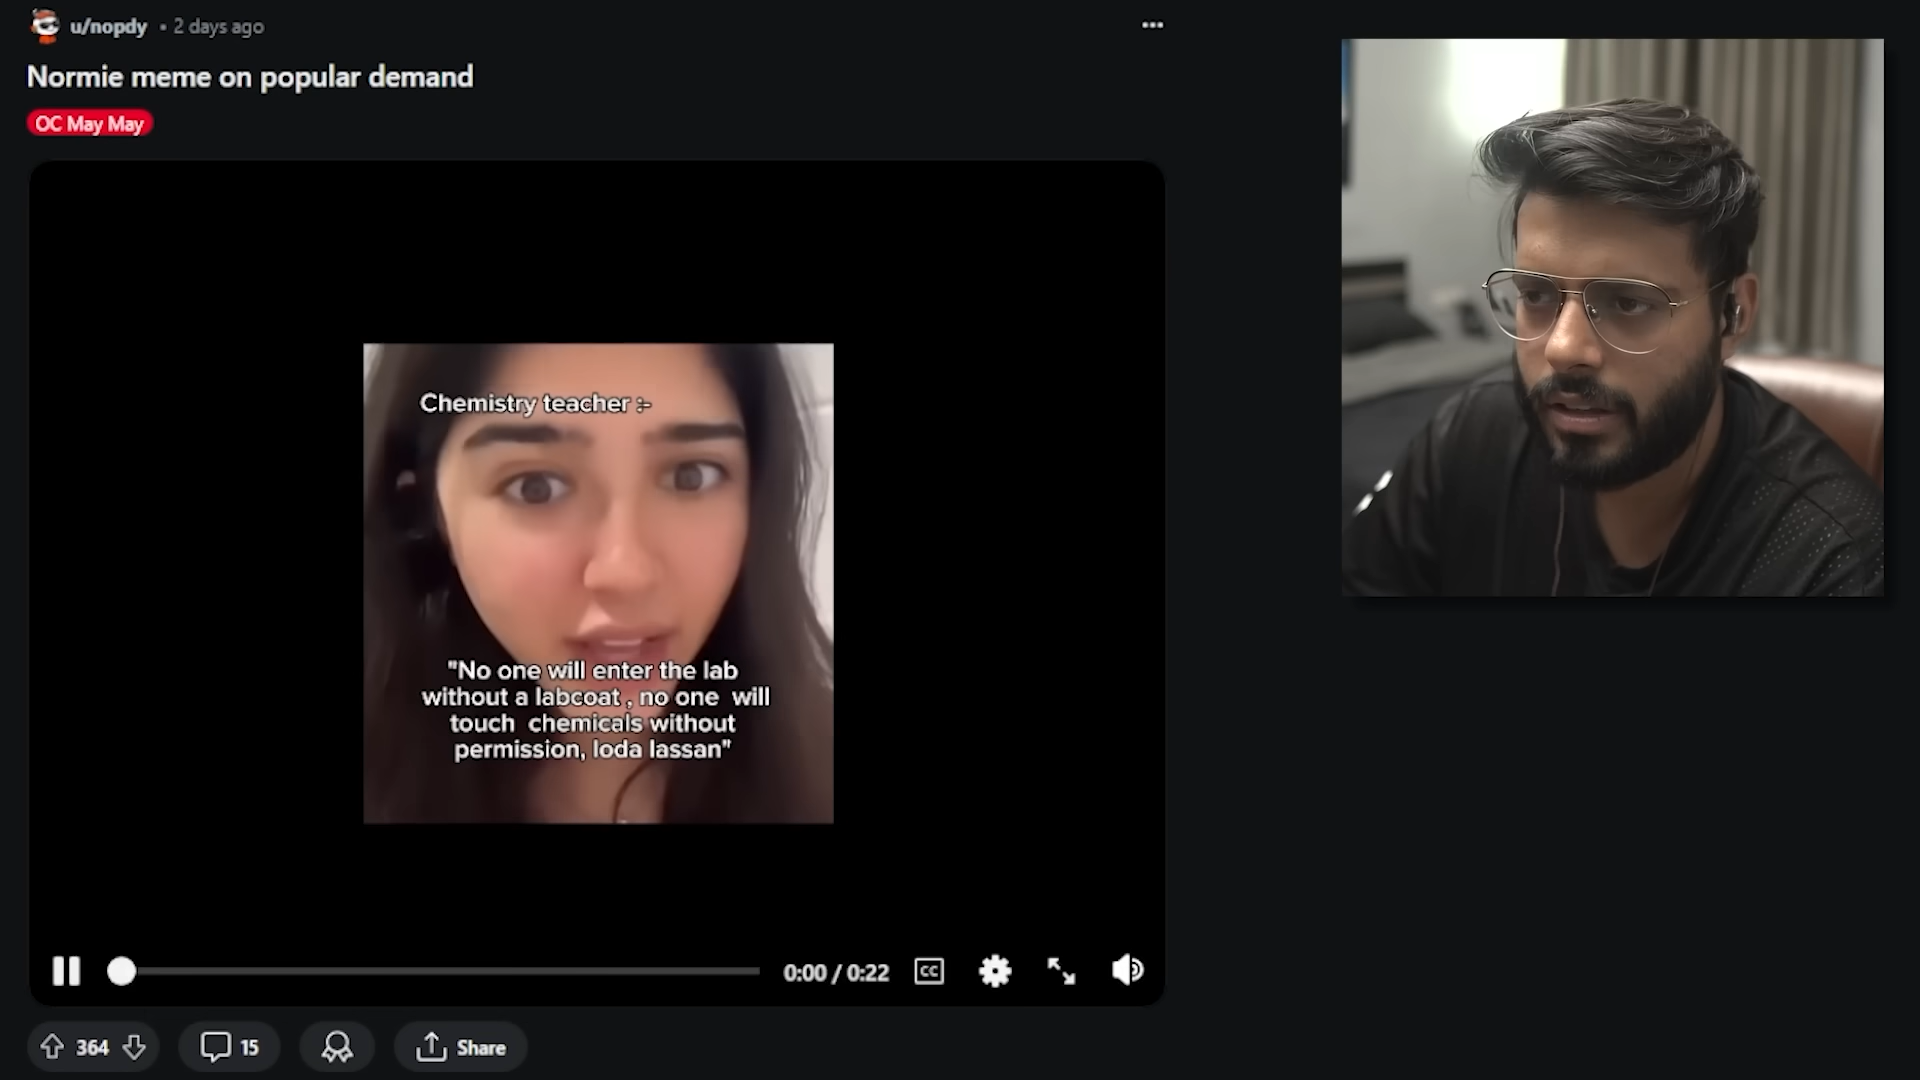 u/nopdy • 2 days ago
Normie meme on popular demand
OC May May
Chemistry teacher :-
"No one will enter the lab
without a labcoat , no one will
touch chemicals without
permission, loda lassan"
0:00 / 0:22
CC
364
15
Share